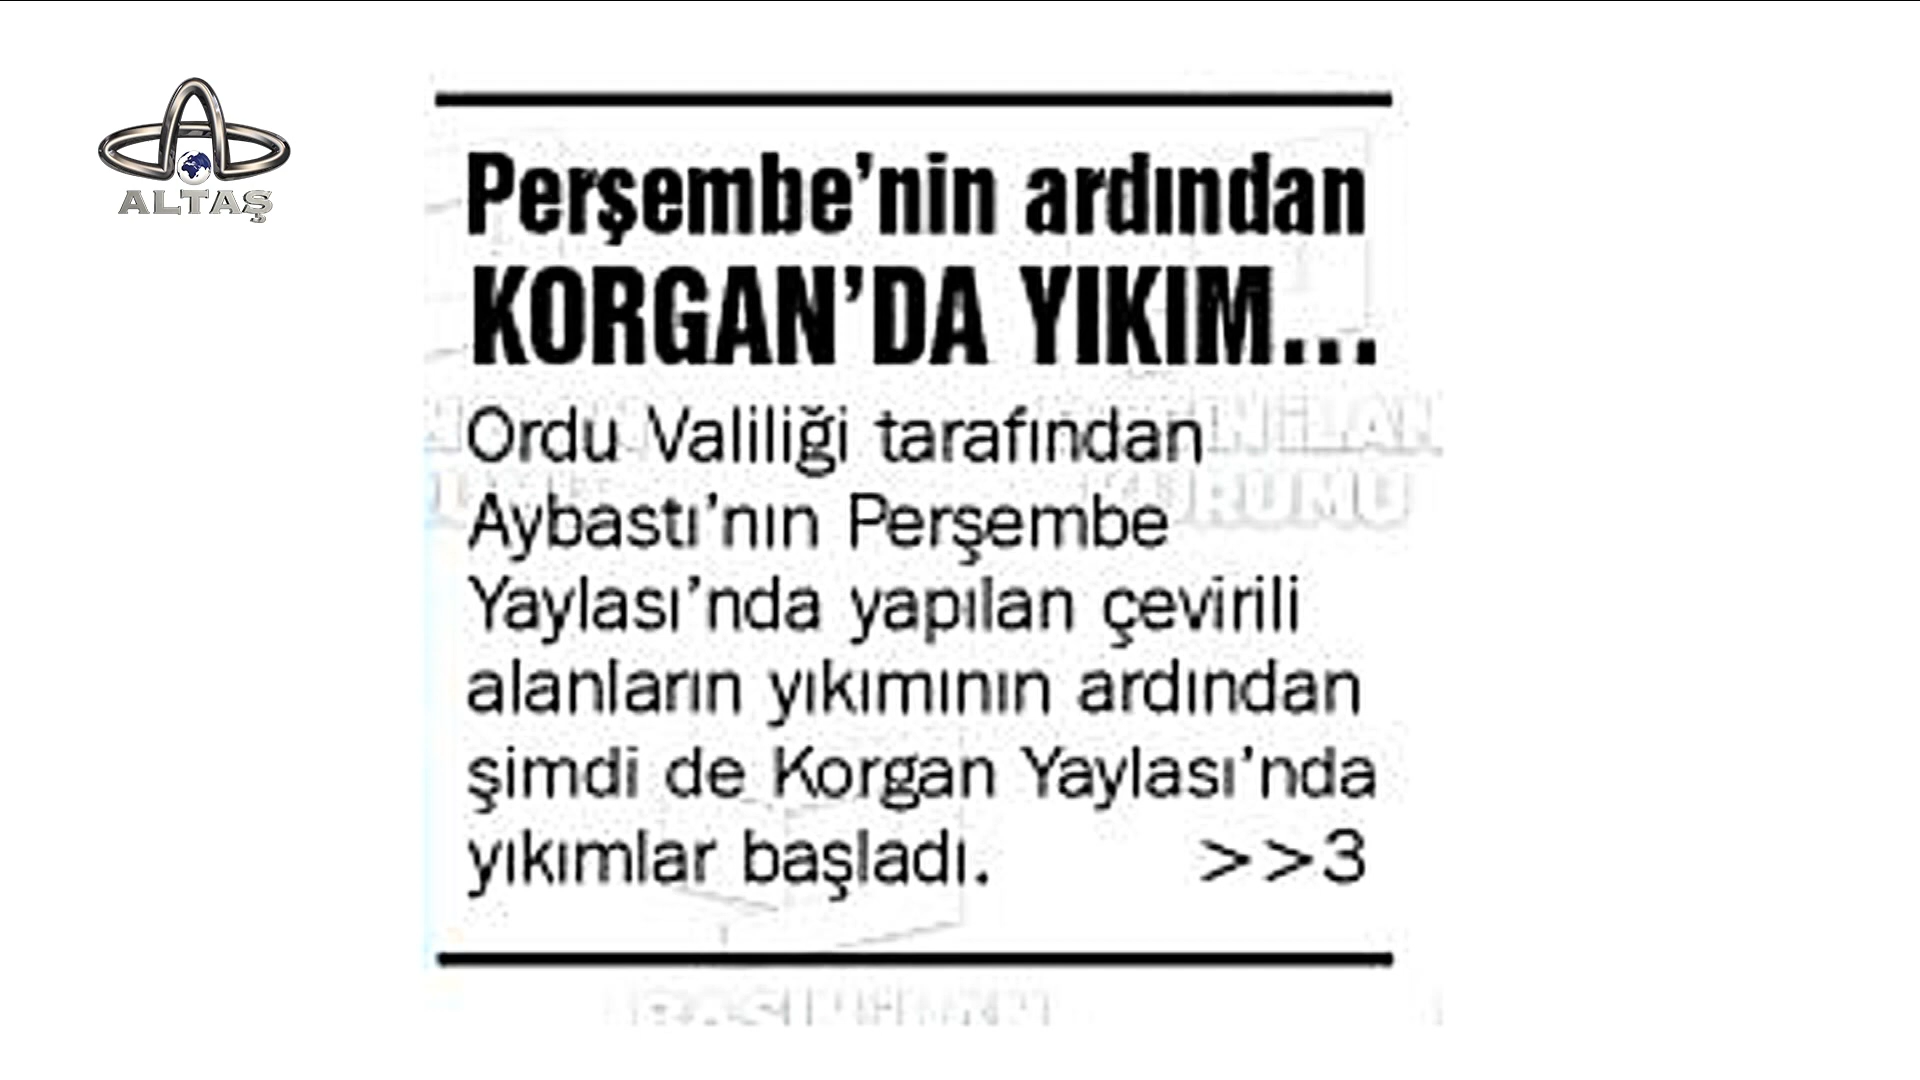 ALTAŞ
Perşembe'nin ardından
KORGAN'DA YIKIM...
Ordu Valiliği tarafından
Aybastı'nın Perşembe
Yaylası'nda yapılan çevirili
alanların yıkımının ardından
şimdi de Korgan Yaylası'nda
yıkımlar başladı. >>3